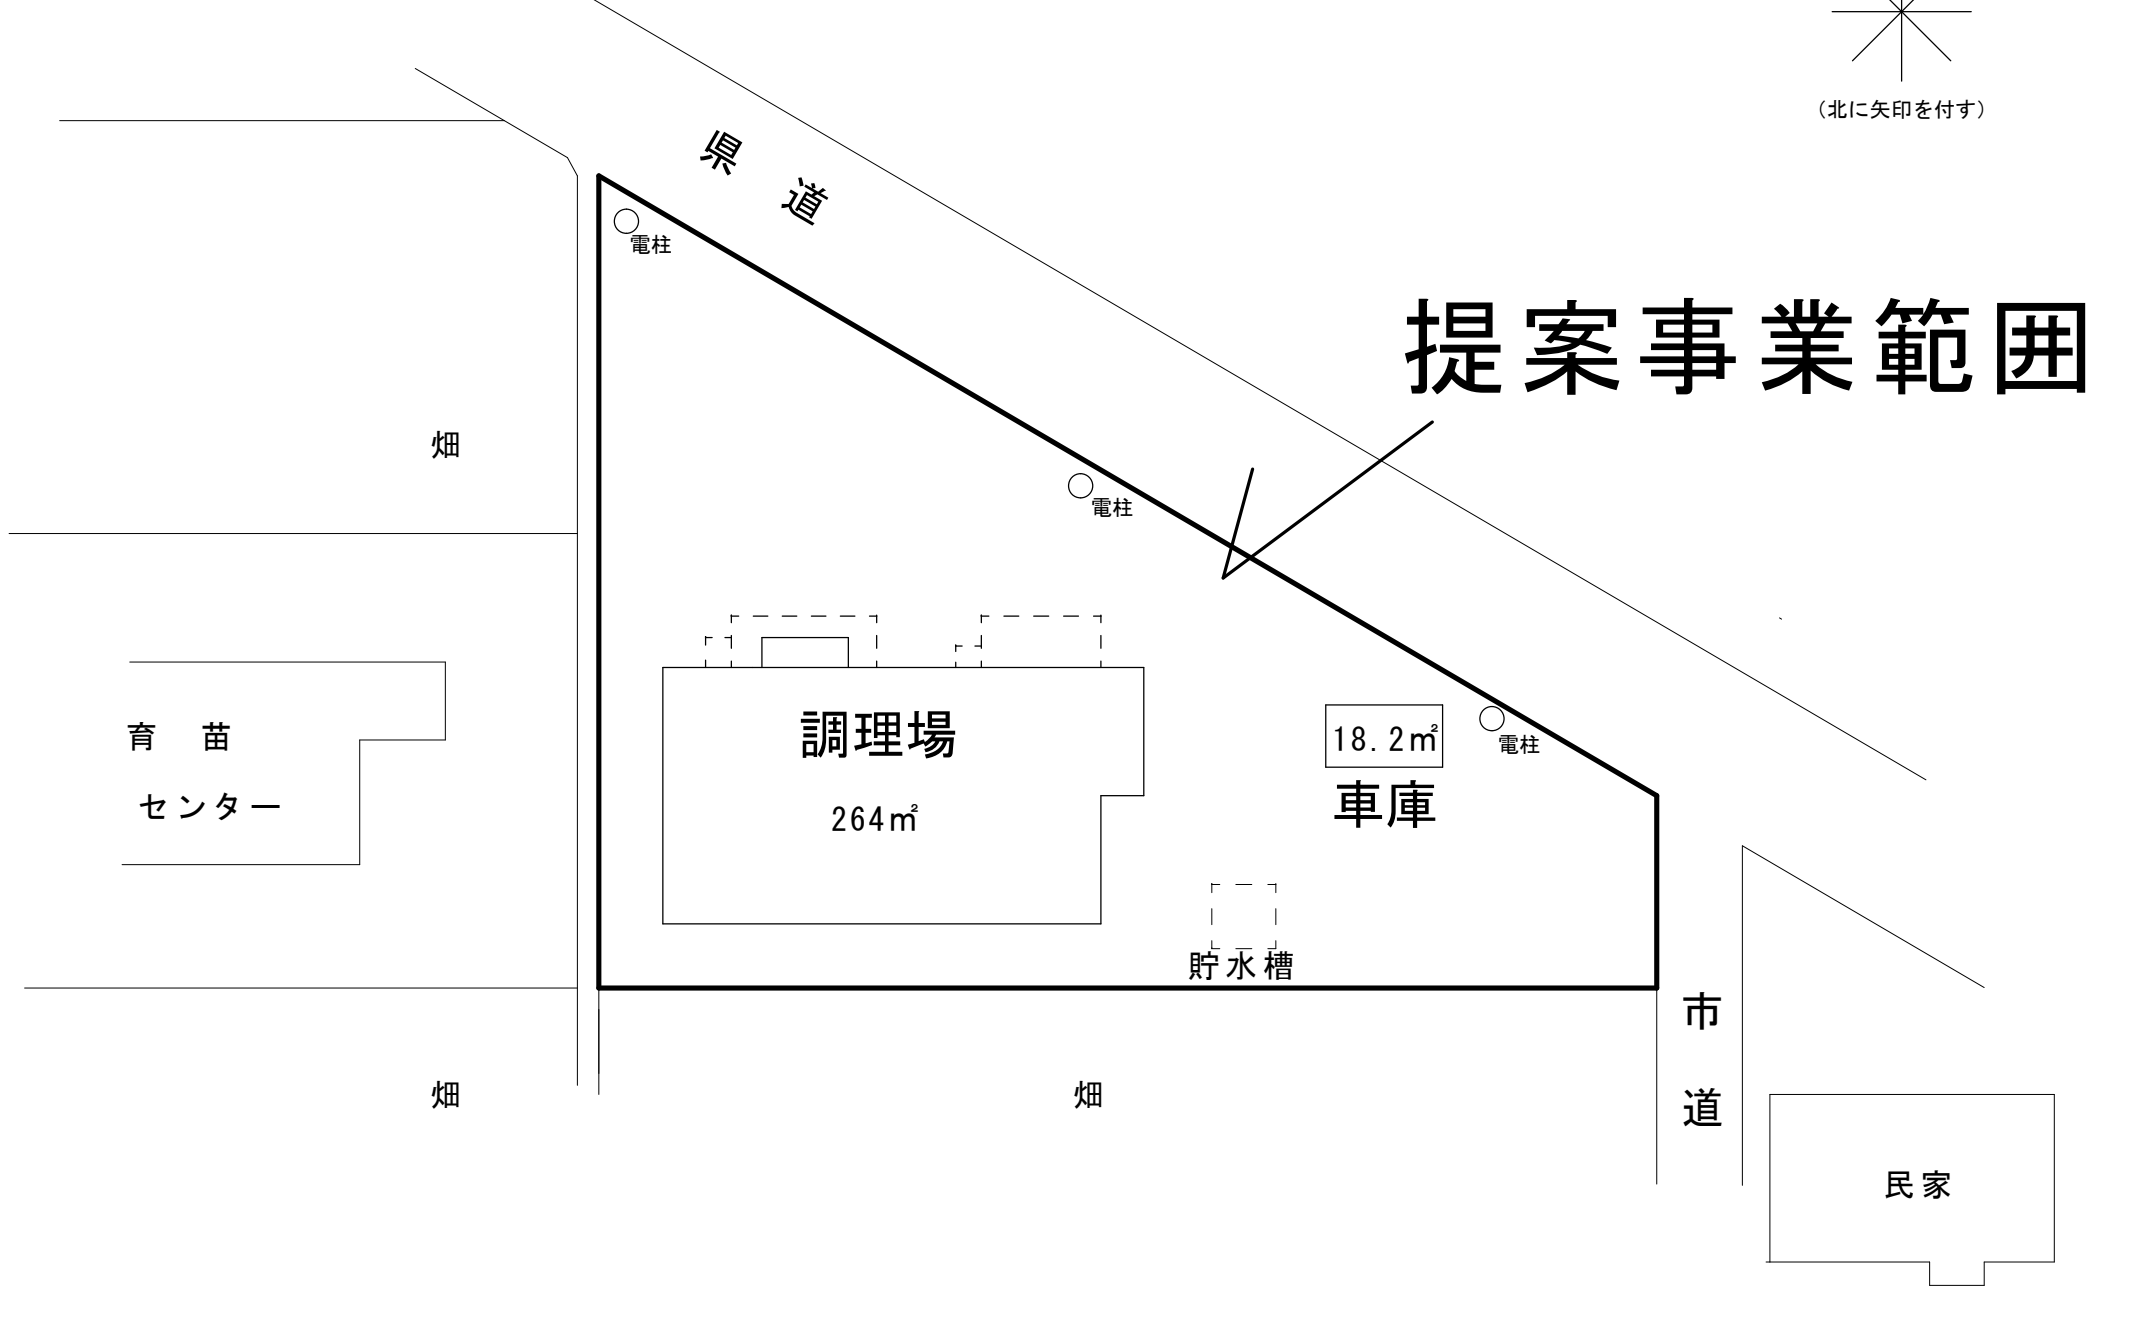 (北に矢印を付す)
県道
電柱
提案事業範囲
畑
電柱
調理場
264㎡
18.2㎡
車庫
電柱
育苗
センター
貯水槽
市道
畑
畑
民家